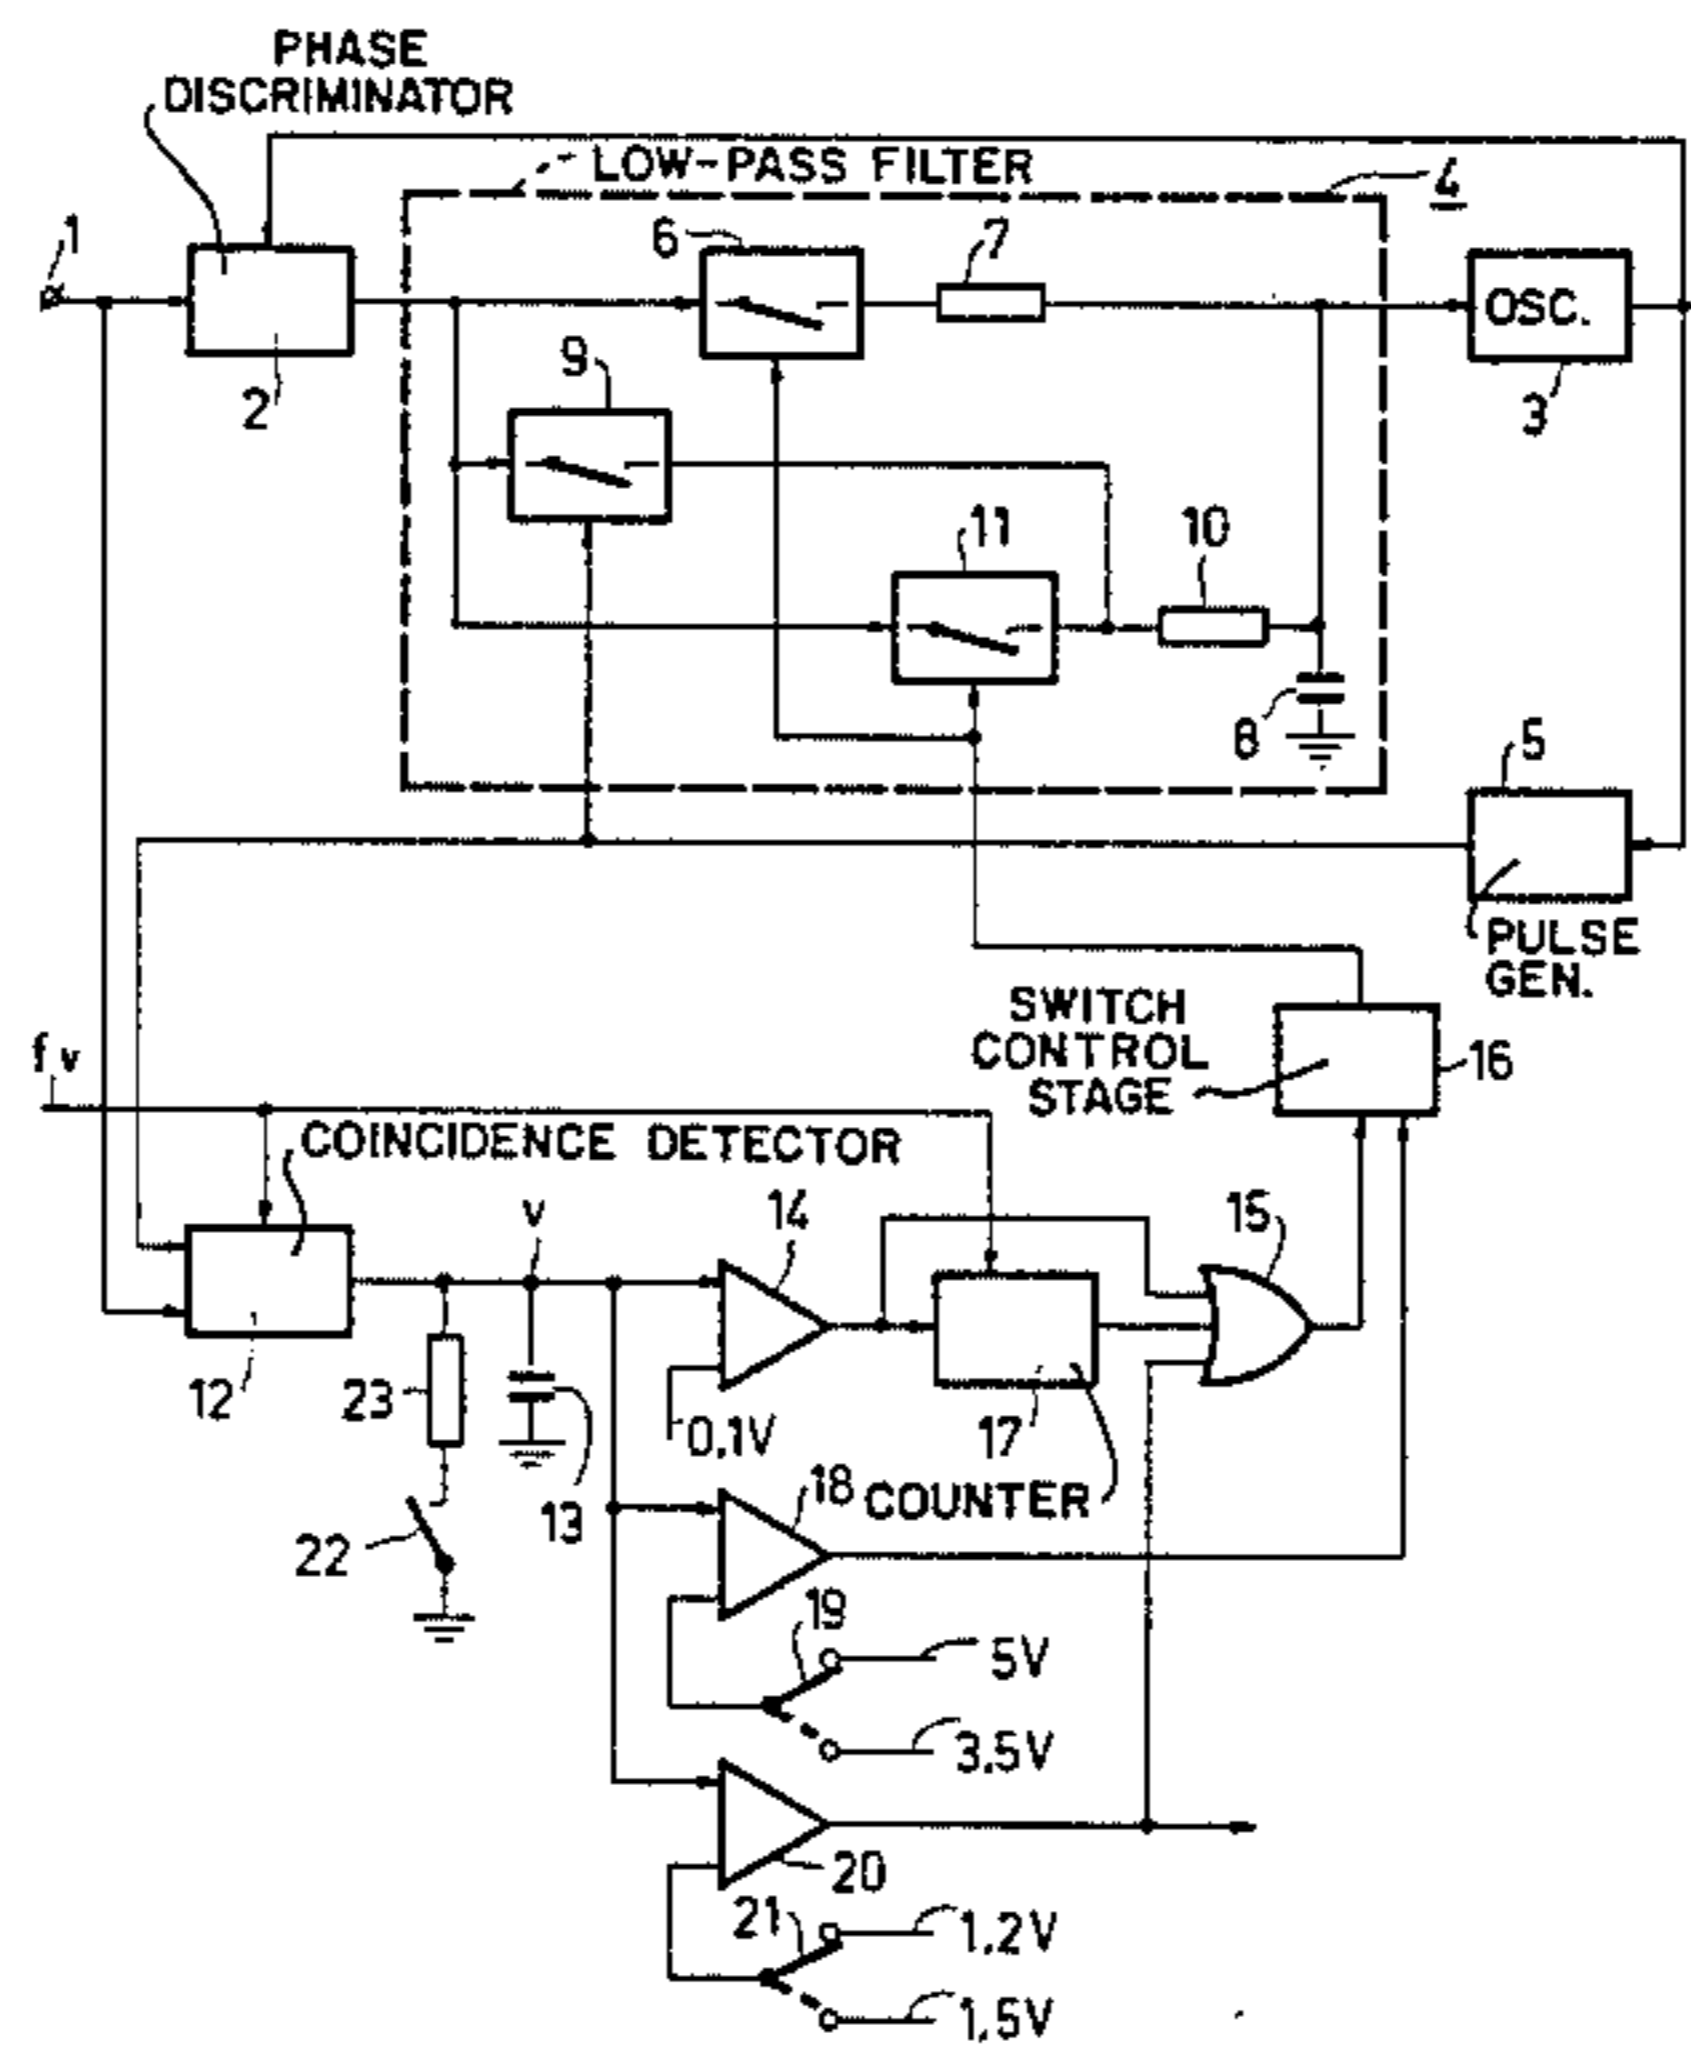 PHASE
DISCRIMINATOR
LOW-PASS FILTER
4
1
6
7
OSC.
2
9
3
11
10
8
5
PULSE
GEN.
SWITCH
CONTROL
STAGE
16
fv
COINCIDENCE DETECTOR
v
14
15
12
23
0,1V
17
13
18
COUNTER
22
19
5V
3,5V
20
21
1,2V
1,5V